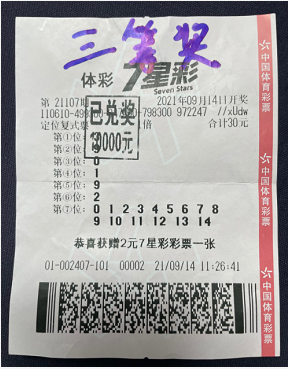 三等奖
体彩 7星彩
Seven Stars
第 21107期 2021年09月14日开奖
110610-498 798300 972247 //xUdw
定位复式票 1倍 合计30元
已兑奖
3000元
第①位:
第②位:
第③位: 0
第④位: 1
第⑤位: 9
第⑥位: 2
第⑦位: 0 1 2 3 4 5 6 7 8
9 10 11 12 13 14
恭喜获赠2元7星彩彩票一张
01-002407-101 00002 21/09/14 11:26:41
中国体育彩票
中国体育彩票
中国体育彩票